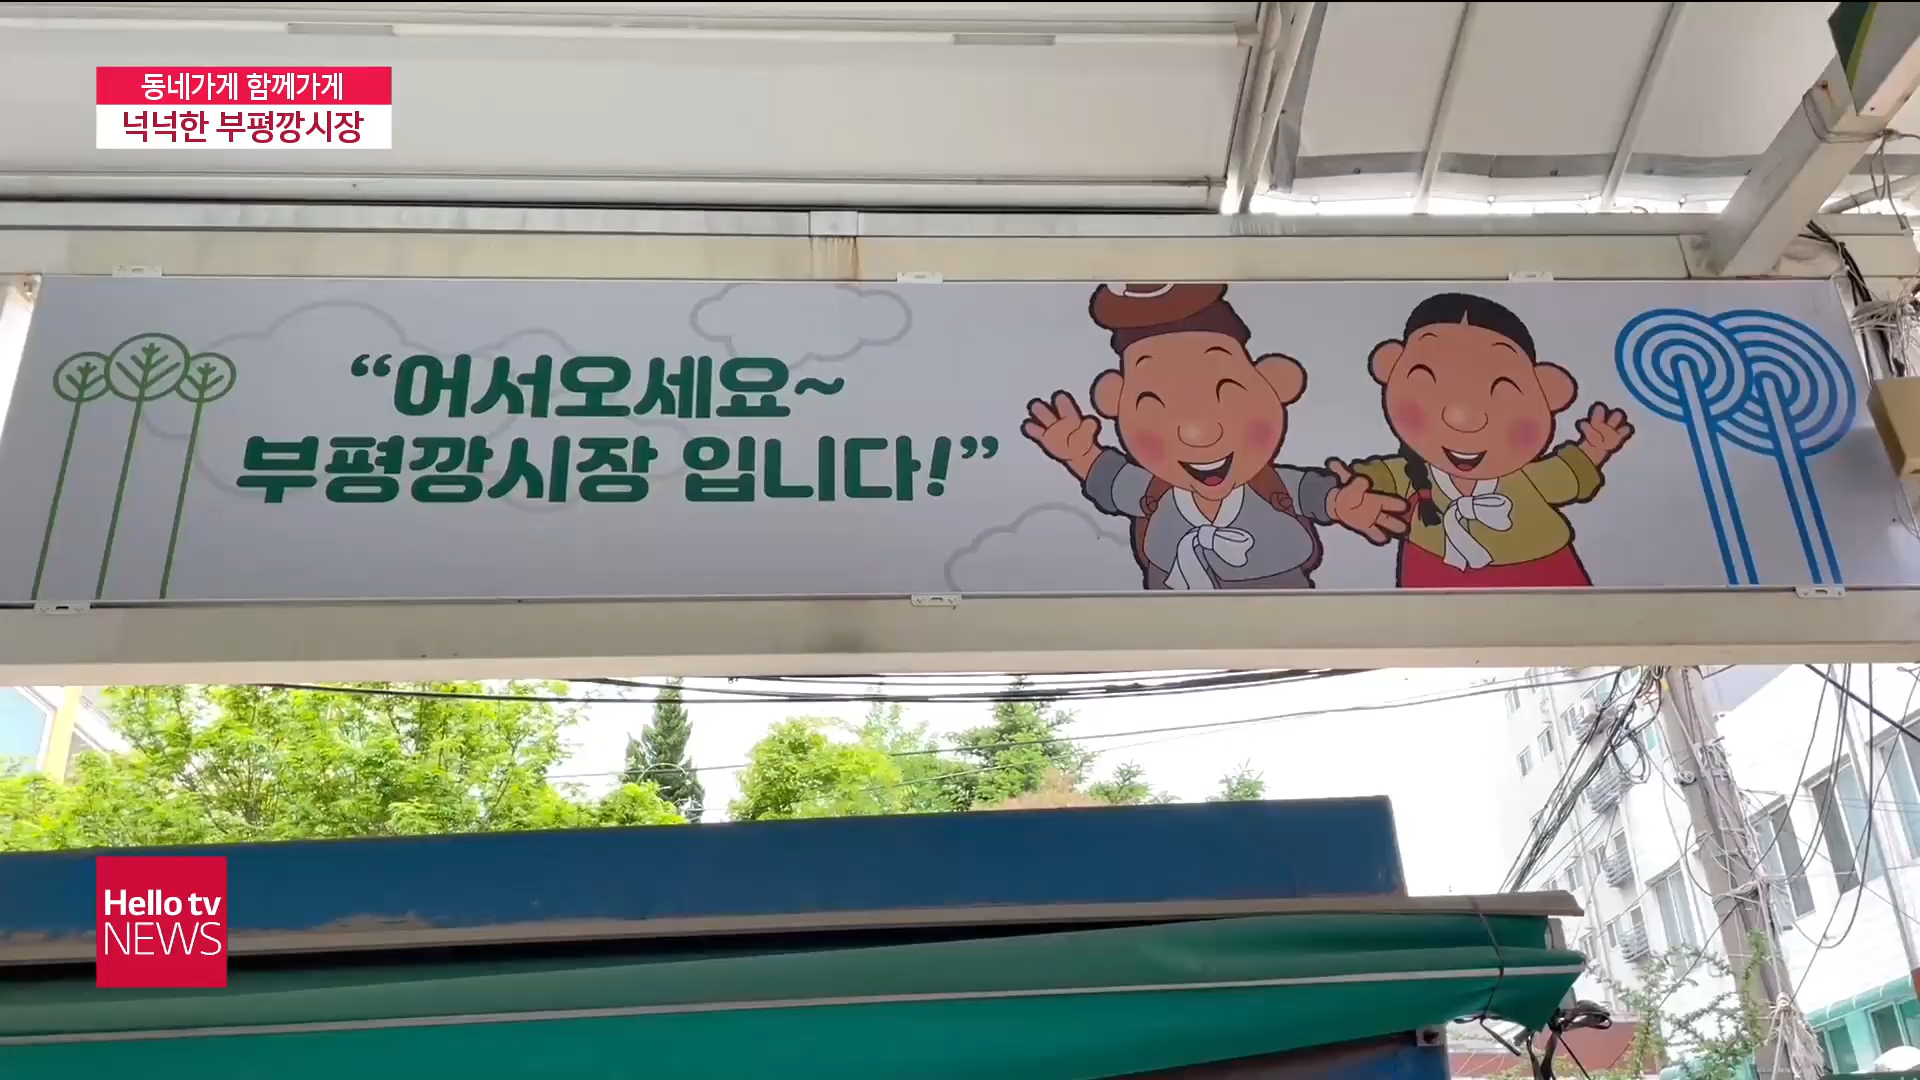 동네가게 함께가게
넉넉한 부평깡시장
“어서오세요~
부평깡시장 입니다!”
Hello tv
NEWS